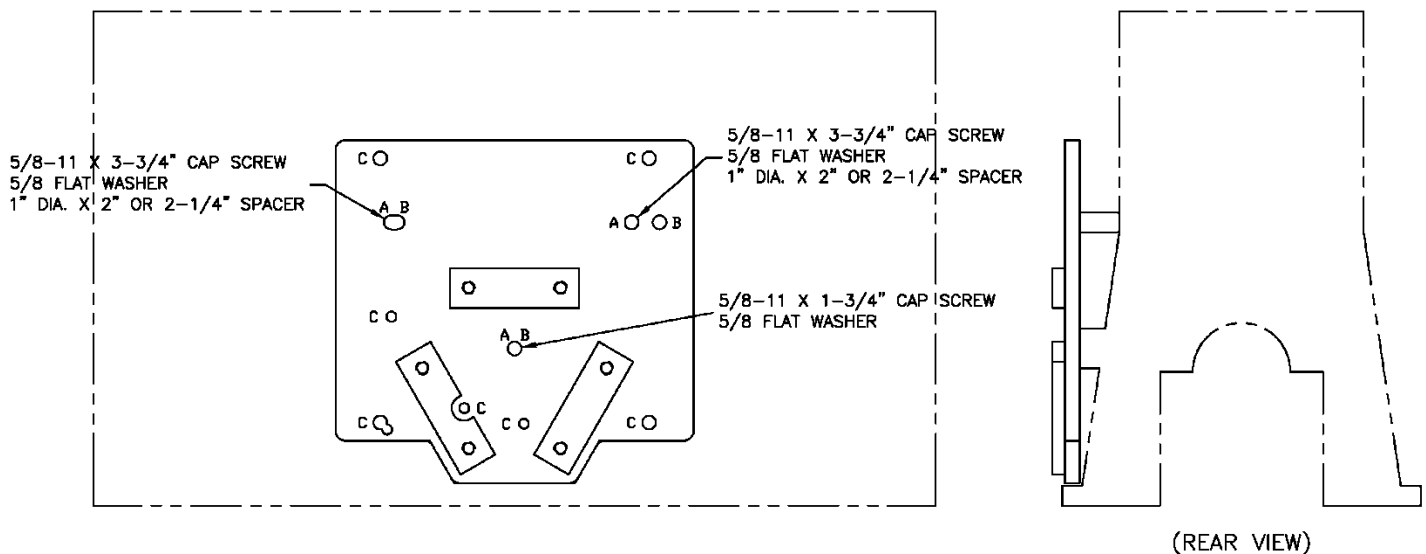 5/8-11 X 3-3/4" CAP SCREW
5/8 FLAT WASHER
1" DIA. X 2" OR 2-1/4" SPACER
5/8-11 X 3-3/4" CAP SCREW
5/8 FLAT WASHER
1" DIA. X 2" OR 2-1/4" SPACER
C
C
A B
A
B
C
5/8-11 X 1-3/4" CAP SCREW
5/8 FLAT WASHER
A B
C
C
C
C
(REAR VIEW)